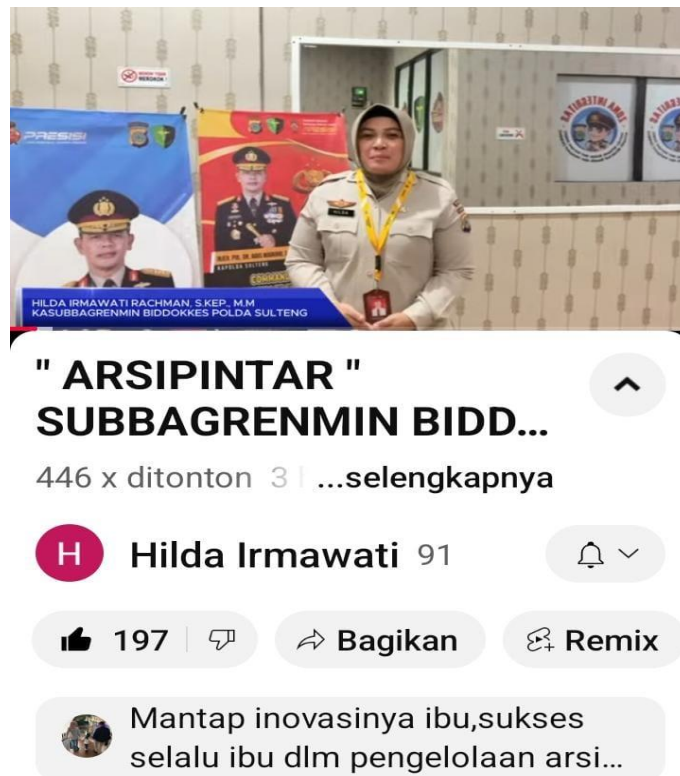 PRESISI
HILDA
KAPOLDA SULTENG
HILDA IRMAWATI RACHMAN, S.KEP., M.M
KASUBBAGRENMIN BIDDOKKES POLDA SULTENG
" ARSIPINTAR "
SUBBAGRENMIN BIDD...
446 x ditonton 3 ...selengkapnya
H Hilda Irmawati 91
197 Bagikan Remix
Mantap inovasinya ibu,sukses
selalu ibu dlm pengelolaan arsi...